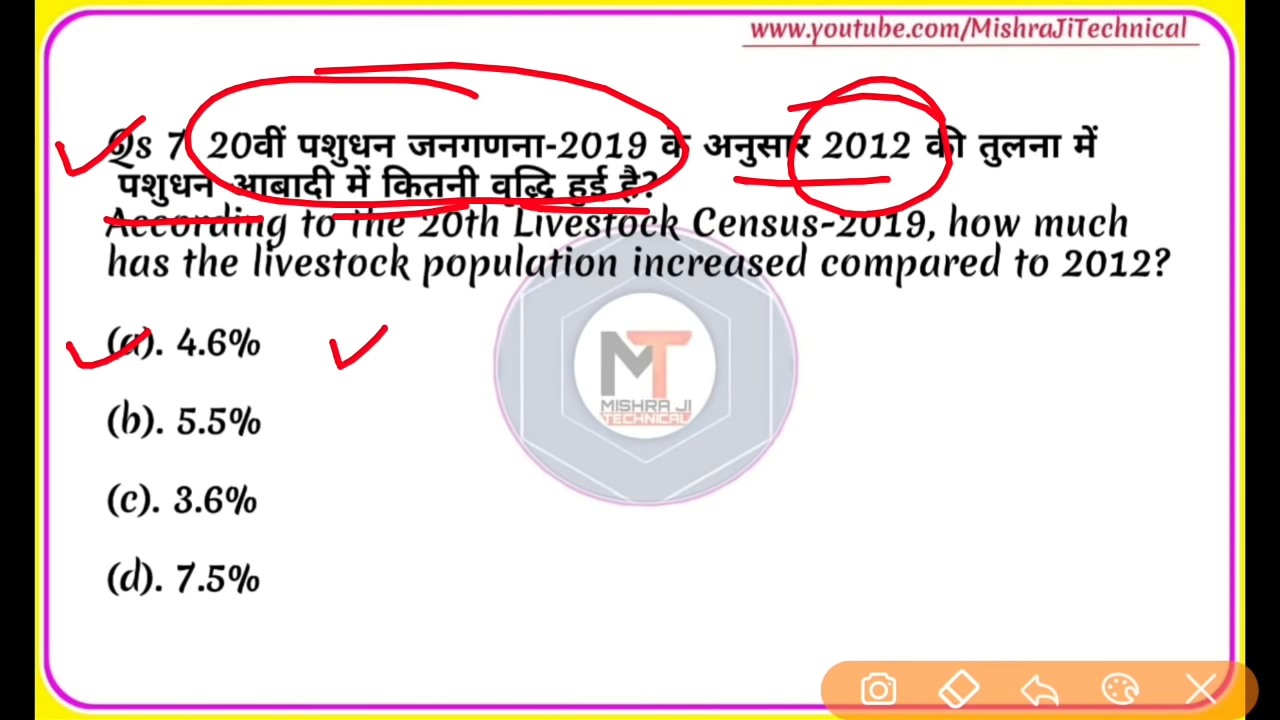 www.youtube.com/MishraJiTechnical
Qs 7 20वीं पशुधन जनगणना-2019 के अनुसार 2012 की तुलना में
पशुधन आबादी में कितनी वृद्धि हुई है?
According to the 20th Livestock Census-2019, how much
has the livestock population increased compared to 2012?
(a). 4.6%
(b). 5.5%
(c). 3.6%
(d). 7.5%
MT
MISHRA JI
TECHNICAL